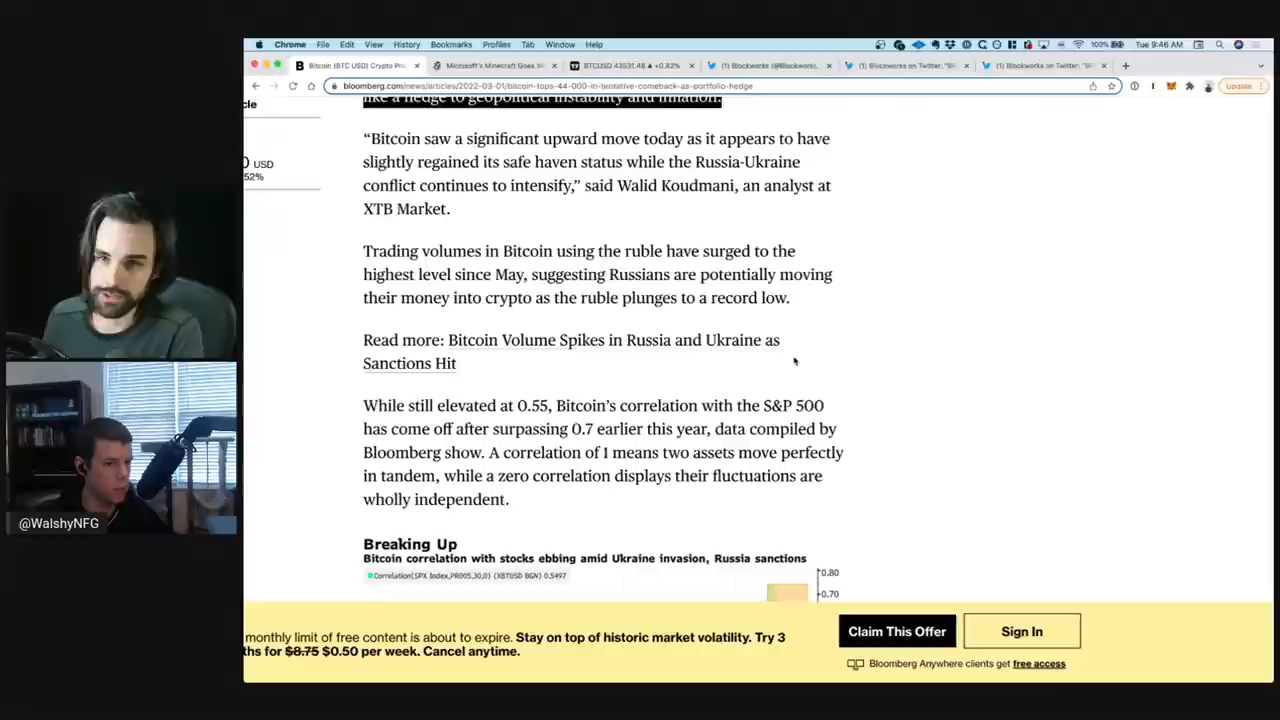 Chrome File Edit View History Bookmarks Profiles Tab Window Help
100%
Tue 9:46 AM
Bitcoin (BTC USD) Crypto Pri
Microsoft's Minecraft Goes W
BTCUSD 43591.48 ▲ +0.82%
(1) Blockworks (@Blockworks_
(1) Blockworks on Twitter: "BR
(1) Blockworks on Twitter: "BR
bloomberg.com/news/articles/2022-03-01/bitcoin-tops-44-000-in-tentative-comeback-as-portfolio-hedge
Update
cle
like a hedge to geopolitical instability and inflation.
0 USD
52%
“Bitcoin saw a significant upward move today as it appears to have
slightly regained its safe haven status while the Russia-Ukraine
conflict continues to intensify,” said Walid Koudmani, an analyst at
XTB Market.
Trading volumes in Bitcoin using the ruble have surged to the
highest level since May, suggesting Russians are potentially moving
their money into crypto as the ruble plunges to a record low.
Read more: Bitcoin Volume Spikes in Russia and Ukraine as
Sanctions Hit
While still elevated at 0.55, Bitcoin’s correlation with the S&P 500
has come off after surpassing 0.7 earlier this year, data compiled by
Bloomberg show. A correlation of 1 means two assets move perfectly
in tandem, while a zero correlation displays their fluctuations are
wholly independent.
@WalshyNFG
Breaking Up
Bitcoin correlation with stocks ebbing amid Ukraine invasion, Russia sanctions
Correlation(SPX Index,PR005,30,0) (XBTUSD BGN) 0.5497
0.80
0.70
monthly limit of free content is about to expire. Stay on top of historic market volatility. Try 3
ths for $8.75 $0.50 per week. Cancel anytime.
Claim This Offer
Sign In
Bloomberg Anywhere clients get free access